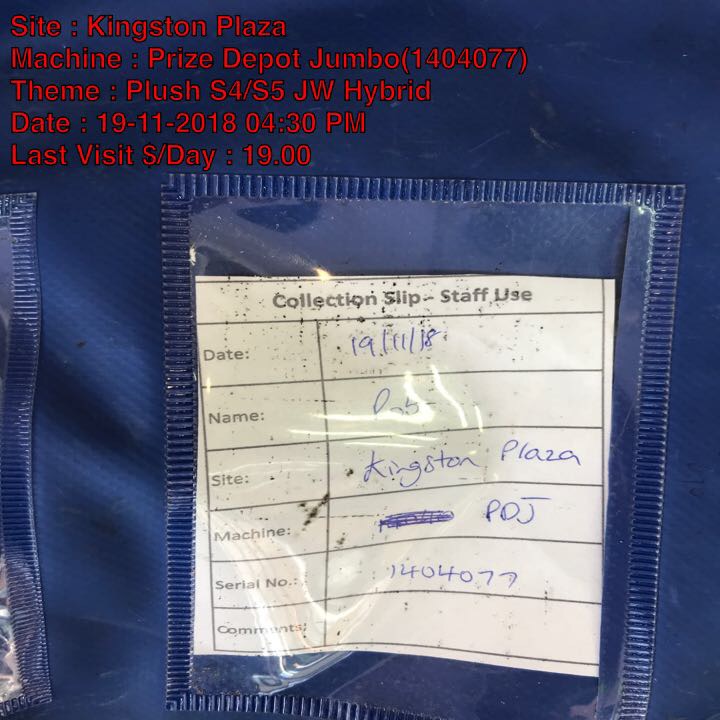 Site : Kingston Plaza
Machine : Prize Depot Jumbo(1404077)
Theme : Plush S4/S5 JW Hybrid
Date : 19-11-2018 04:30 PM
Last Visit $/Day : 19.00
Collection Slip - Staff Use
Date: 19/11/18
Name:
Site: Kingston Plaza
Machine: PDJ
Serial No.: 1404077
Comments: